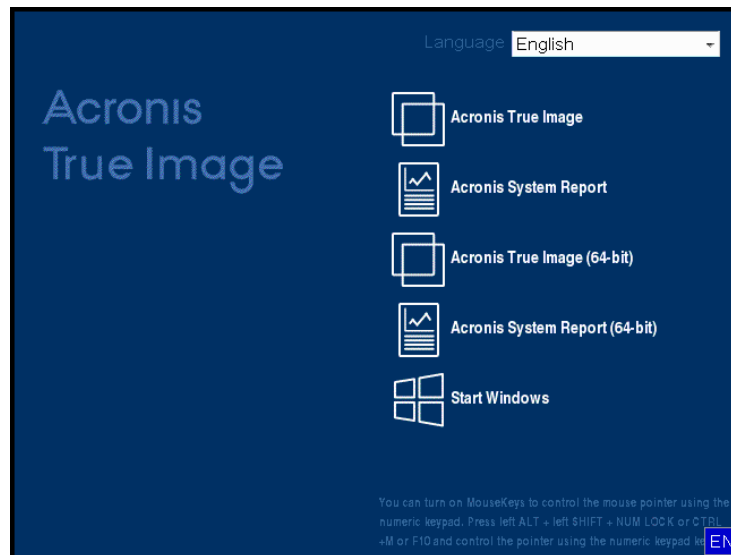 Language English
Acronis
True Image
Acronis True Image
Acronis System Report
Acronis True Image (64-bit)
Acronis System Report (64-bit)
Start Windows
You can turn on MouseKeys to control the mouse pointer using the
numeric keypad. Press left ALT + left SHIFT + NUM LOCK or CTRL
+M or F10 and control the pointer using the numeric keypad
EN